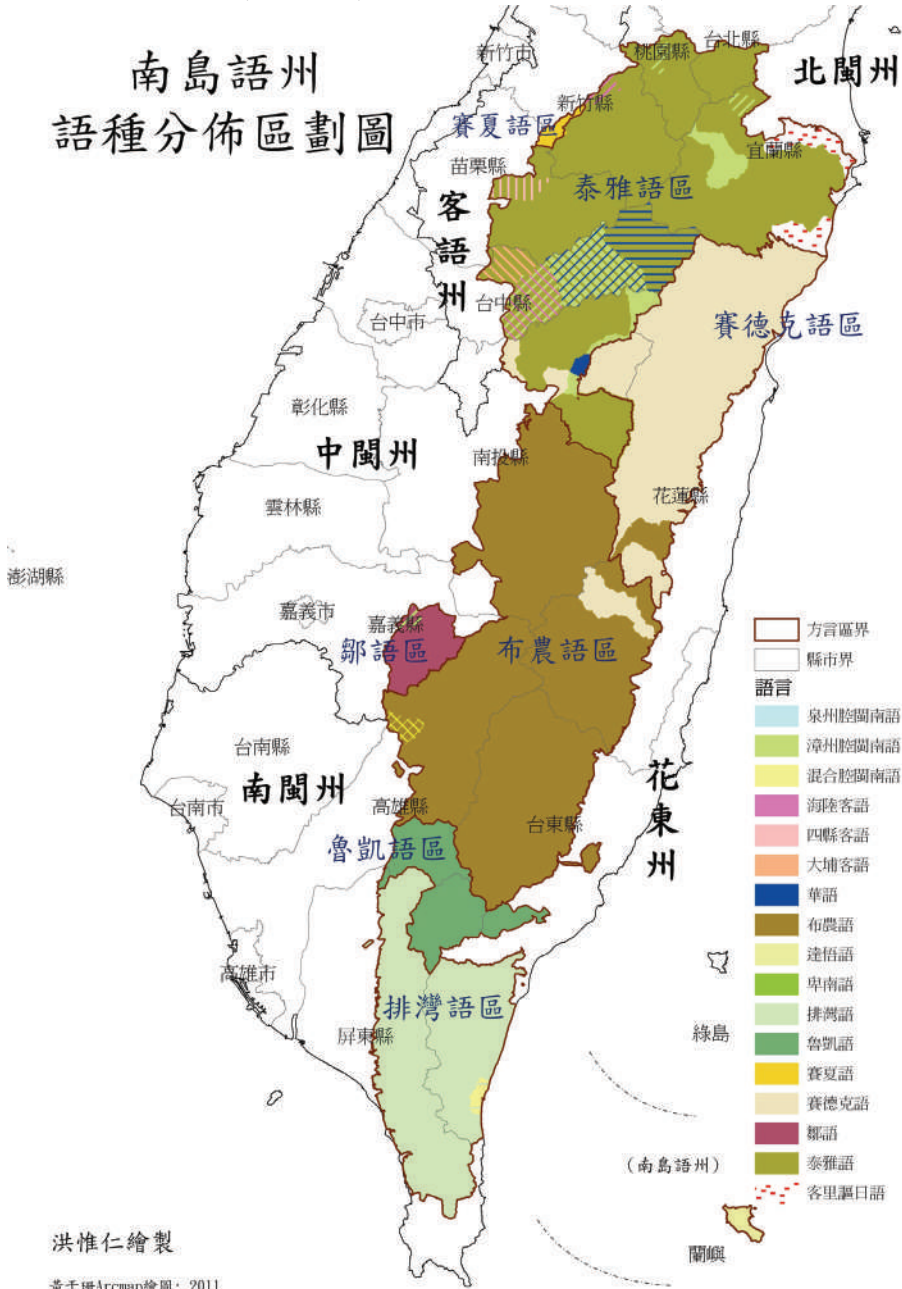 南島語州
語種分佈區劃圖
新竹市
桃園縣
台北縣
北閩州
新竹縣
賽夏語區
宜蘭縣
苗栗縣
泰雅語區
客語州
台中縣
台中市
賽德克語區
彰化縣
中閩州
南投縣
花蓮縣
雲林縣
澎湖縣
嘉義市
嘉義縣
鄒語區
布農語區
台南縣
南閩州
台南市
高雄縣
台東縣
花東州
魯凱語區
高雄市
排灣語區
屏東縣
綠島
(南島語州)
蘭嶼
方言區界
縣市界
語言
泉州腔閩南語
漳州腔閩南語
混合腔閩南語
海陸客語
四縣客語
大埔客語
華語
布農語
達悟語
卑南語
排灣語
魯凱語
賽夏語
賽德克語
鄒語
泰雅語
寒里謳日語
洪惟仁繪製
Arcmap繪圖: 2011